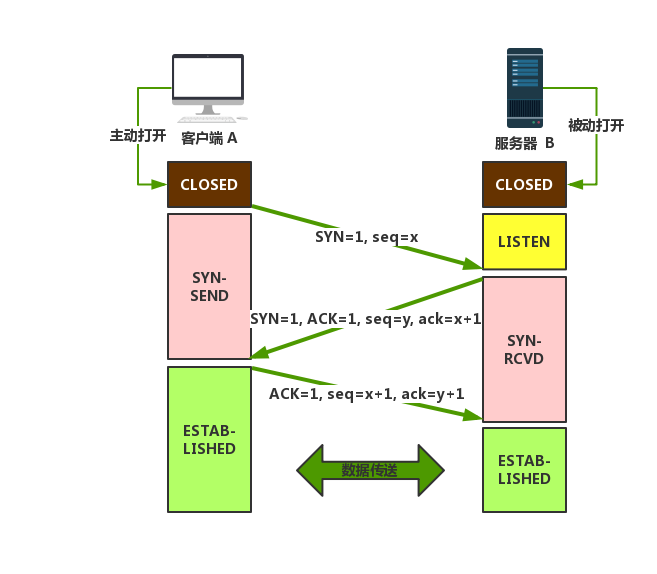 主动打开
客户端 A
服务器 B
被动打开
CLOSED
CLOSED
SYN=1, seq=x
LISTEN
SYN-
SEND
SYN=1, ACK=1, seq=y, ack=x+1
SYN-
RCVD
ACK=1, seq=x+1, ack=y+1
ESTAB-
LISHED
数据传送
ESTAB-
LISHED